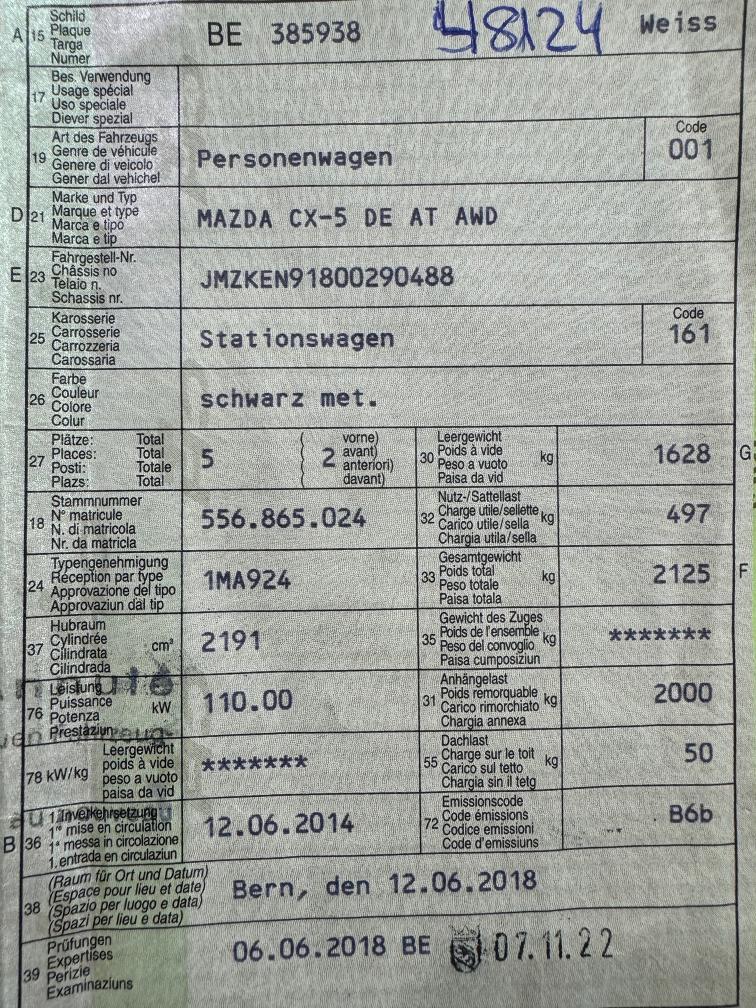 A 15 Schild
Plaque
Targa
Numer
BE 385938
48124
Weiss
17 Bes. Verwendung
Usage spécial
Uso speciale
Diever spezial
19 Art des Fahrzeugs
Genre de véhicule
Genere di veicolo
Gener dal vehichel
Personenwagen
Code
001
D 21 Marke und Typ
Marque et type
Marca e tipo
Marca e tip
MAZDA CX-5 DE AT AWD
E 23 Fahrgestell-Nr.
Châssis no
Telaio n.
Schassis nr.
JMZKEN91800290488
25 Karosserie
Carrosserie
Carrozzeria
Carossaria
Stationswagen
Code
161
26 Farbe
Couleur
Colore
Colur
schwarz met.
27 Plätze: Total
Places: Total
Posti: Totale
Plazs: Total
5
( 2 vorne)
avant)
anteriori)
davant)
30 Leergewicht
Poids à vide
Peso a vuoto
Paisa da vid
kg
1628 G
18 Stammnummer
N° matricule
N. di matricola
Nr. da matricla
556.865.024
32 Nutz-/Sattellast
Charge utile/sellette
Carico utile/sella
Chargia utila/sella
kg
497
24 Typengenehmigung
Réception par type
Approvazione del tipo
Approvaziun dal tip
1MA924
33 Gesamtgewicht
Poids total
Peso totale
Paisa totala
kg
2125 F
37 Hubraum
Cylindrée
Cilindrata
Cilindrada
cm³
2191
35 Gewicht des Zuges
Poids de l'ensemble
Peso del convoglio
Paisa cumposiziun
kg
*******
76 Leistung
Puissance
Potenza
Prestaziun
kW
110.00
31 Anhängelast
Poids remorquable
Carico rimorchiato
Chargia annexa
kg
2000
78 kW/kg Leergewicht
poids à vide
peso a vuoto
paisa da vid
*******
55 Dachlast
Charge sur le toit
Carico sul tetto
Chargia sin il tetg
kg
50
B 36 1. Inverkehrsetzung
1re mise en circulation
1a messa in circolazione
1. entrada en circulaziun
12.06.2014
72 Emissionscode
Code émissions
Codice emissioni
Code d'emissiuns
B6b
38 (Raum für Ort und Datum)
(Espace pour lieu et date)
(Spazio per luogo e data)
(Spazi per lieu e data)
Bern, den 12.06.2018
39 Prüfungen
Expertises
Perizie
Examinaziuns
06.06.2018 BE
07.11.22